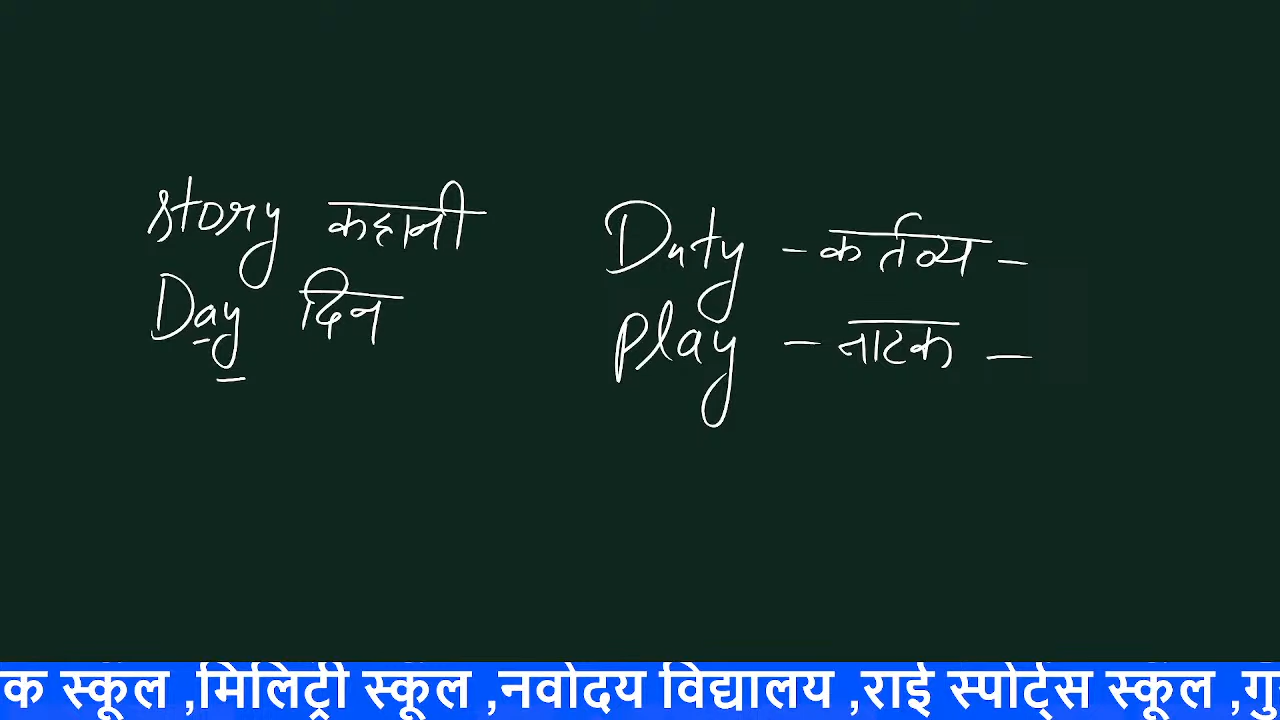 story कहानी
Day दिन
Duty - कर्तव्य -
play - नाटक -
क स्कूल ,मिलिट्री स्कूल ,नवोदय विद्यालय ,राई स्पोर्ट्स स्कूल ,गु